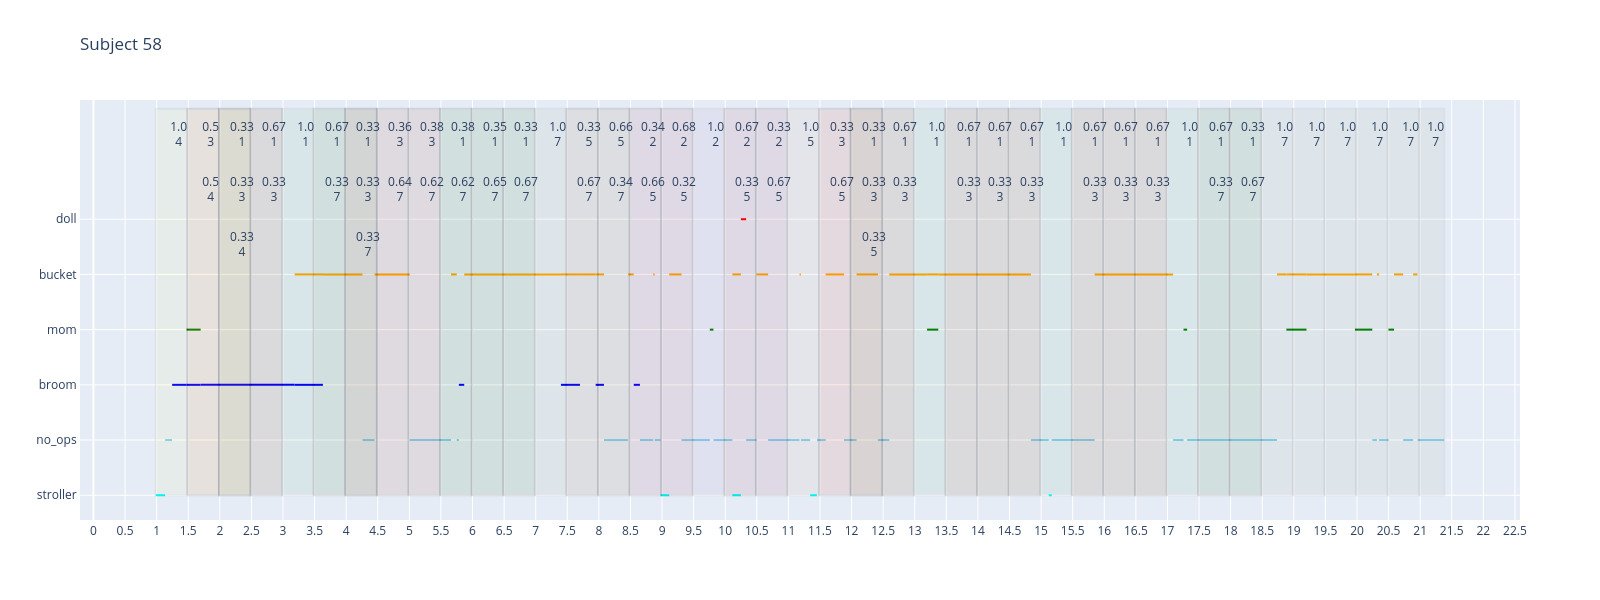 Subject 58
1.0 0.5 0.33 0.67 1.0 0.67 0.33 0.36 0.38 0.38 0.35 0.33 1.0 0.33 0.66 0.34 0.68 1.0 0.67 0.33 1.0 0.33 0.33 0.67 1.0 0.67 0.67 0.67 1.0 0.67 0.67 0.67 1.0 0.67 0.33 1.0 1.0 1.0 1.0 1.0 1.0
4 3 1 1 1 1 1 3 3 1 1 1 7 5 5 2 2 2 2 2 5 3 1 1 1 1 1 1 1 1 1 1 1 1 1 7 7 7 7 7 7
0.5 0.33 0.33 0.33 0.33 0.64 0.62 0.62 0.65 0.67 0.67 0.34 0.66 0.32 0.33 0.67 0.67 0.33 0.33 0.33 0.33 0.33 0.33 0.33 0.33 0.33 0.67
4 3 3 7 3 7 7 7 7 7 7 7 5 5 5 5 5 3 3 3 3 3 3 3 3 7 7
doll
0.33 0.33 0.33
4 7 5
bucket
mom
broom
no_ops
stroller
0 0.5 1 1.5 2 2.5 3 3.5 4 4.5 5 5.5 6 6.5 7 7.5 8 8.5 9 9.5 10 10.5 11 11.5 12 12.5 13 13.5 14 14.5 15 15.5 16 16.5 17 17.5 18 18.5 19 19.5 20 20.5 21 21.5 22 22.5